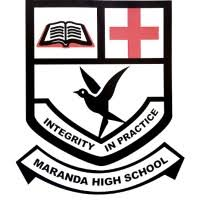 INTEGRITY IN PRACTICE
MARANDA HIGH SCHOOL